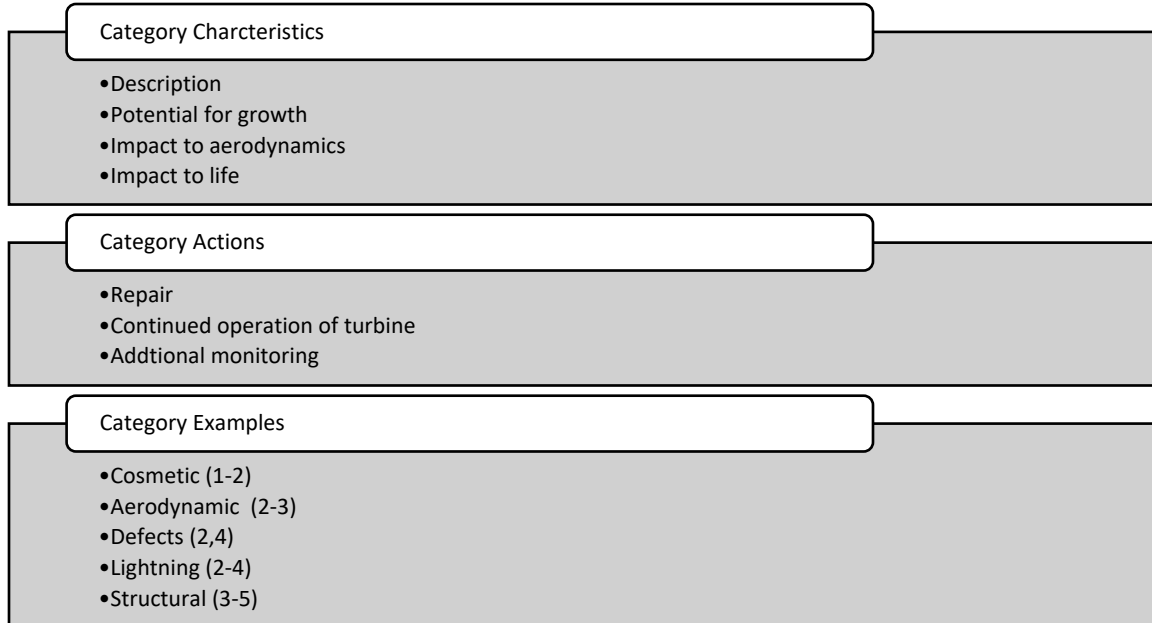 Category Charcteristics
•Description
•Potential for growth
•Impact to aerodynamics
•Impact to life
Category Actions
•Repair
•Continued operation of turbine
•Addtional monitoring
Category Examples
•Cosmetic (1-2)
•Aerodynamic  (2-3)
•Defects (2,4)
•Lightning (2-4)
•Structural (3-5)